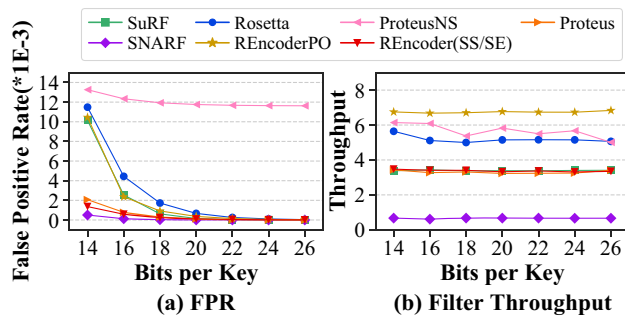 SuRF Rosetta ProteusNS Proteus
SNARF REncoderPO REncoder(SS/SE)
False Positive Rate(*1E-3)
14
12
10
8
6
4
2
0
14 16 18 20 22 24 26
Bits per Key
(a) FPR
Throughput
8
6
4
2
0
14 16 18 20 22 24 26
Bits per Key
(b) Filter Throughput